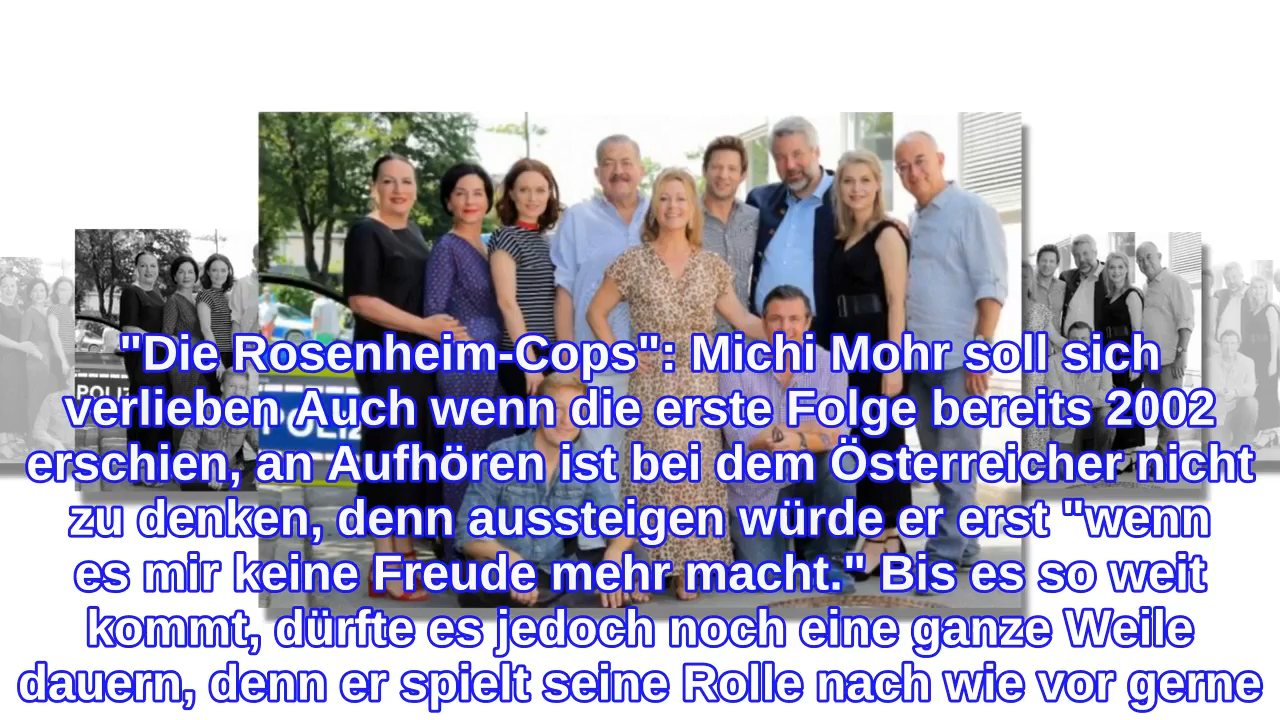 "Die Rosenheim-Cops": Michi Mohr soll sich
verlieben Auch wenn die erste Folge bereits 2002
erschien, an Aufhören ist bei dem Österreicher nicht
zu denken, denn aussteigen würde er erst "wenn
es mir keine Freude mehr macht." Bis es so weit
kommt, dürfte es jedoch noch eine ganze Weile
dauern, denn er spielt seine Rolle nach wie vor gerne